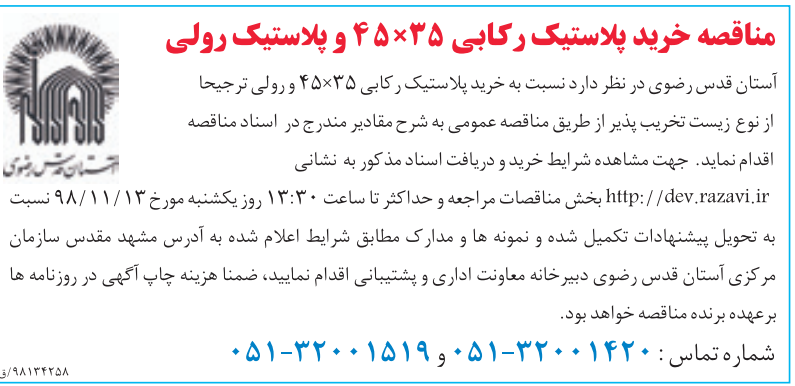 مناقصه خرید پلاستیک رکابی ۳۵×۴۵ و پلاستیک رولی
آستان قدس رضوی در نظر دارد نسبت به خرید پلاستیک رکابی ۳۵×۴۵ و رولی ترجیحا
از نوع زیست تخریب پذیر از طریق مناقصه عمومی به شرح مقادیر مندرج در اسناد مناقصه
اقدام نماید. جهت مشاهده شرایط خرید و دریافت اسناد مذکور به نشانی
http://dev.razavi.ir بخش مناقصات مراجعه و حداکثر تا ساعت ۱۳:۳۰ روز یکشنبه مورخ ۹۸/۱۱/۱۳ نسبت
به تحویل پیشنهادات تکمیل شده و نمونه ها و مدارک مطابق شرایط اعلام شده به آدرس مشهد مقدس سازمان
مرکزی آستان قدس رضوی دبیرخانه معاونت اداری و پشتیبانی اقدام نمایید، ضمنا هزینه چاپ آگهی در روزنامه ها
برعهده برنده مناقصه خواهد بود.
شماره تماس : ۰۵۱-۳۲۰۰۱۴۲۰ و ۰۵۱-۳۲۰۰۱۵۱۹
آستان قدس رضوی
۹۸۱۳۴۲۵۸/ق